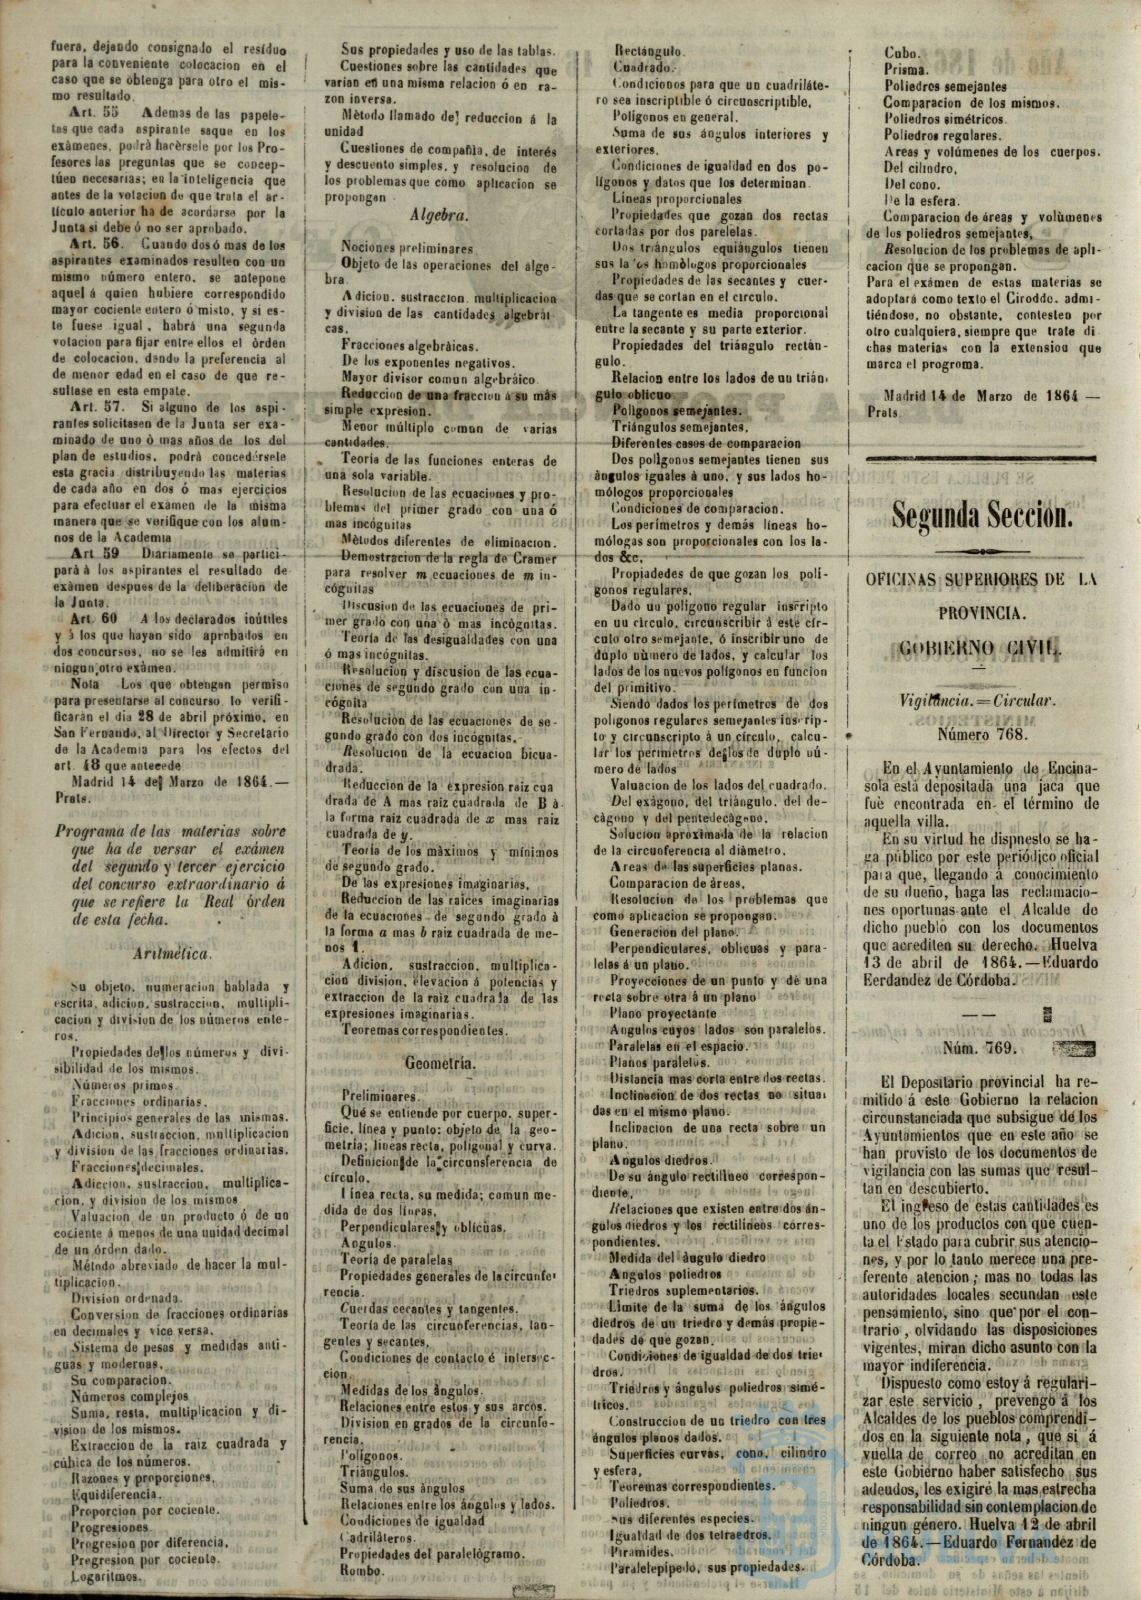 fuera, dejando consignado el resíduo
para la conveniente colocacion en el
caso que se obtenga para otro el mis-
mo resultado.
Art. 55 Ademas de las papele-
tas que cada aspirante saque en los
exámenes, podrá hacèrsele por los Pro-
fesores las preguntas que se concep-
túen necesarias; en la inteligencia que
antes de la votacion de que trata el ar-
tículo anterior ha de acordarse por la
Junta si debe ó no ser aprobado.
Art. 56. Cuando dos ó mas de los
aspirantes examinados resulten con un
mismo número entero, se antepone
aquel á quien hubiere correspondido
mayor cociente entero ó misto, y si es-
te fuese igual, habrá una segunda
votacion para fijar entre ellos el órden
de colocacion, dando la preferencia al
de menor edad en el caso de que re-
sultase en esta empate.
Art. 57. Si alguno de los aspi-
rantes solicitasen de la Junta ser exa-
minado de uno ò mas años de los del
plan de estudios, podrá concedérsele
esta gracia distribuyendo las materias
de cada año en dos ó mas ejercicios
para efectuar el exámen de la misma
manera que se verifique con los alum-
nos de la Academia
Art 59 Diariamente se partici-
pará á los aspirantes el resultado de
exàmen despues de la deliberacion de
la Junta.
Art. 60 A los declarados inútiles
y á los que hayan sido aprobados en
dos concursos, no se les admitirá en
ningun otro exàmen.
Nota Los que obtengan permiso
para presentarse al concurso lo verifi-
ficarán el dia 28 de abril próximo, en
San Fernando, al Director y Secretario
de la Academia para los efectos del
art. 48 que antecede
Madrid 14 de Marzo de 1864.—
Prats.
Programa de las materias sobre
que ha de versar el exámen
del segundo y tercer ejercicio
del concurso extraordinario á
que se refiere la Real órden
de esta fecha.
Aritmética.
Su objeto, numeracion hablada y
escrita, adicion, sustraccion, multipli-
cacion y division de los números ente-
ros.
Propiedades de los números y divi-
sibilidad de los mismos.
Números primos.
Fracciones ordinarias.
Principios generales de las mismas.
Adicion, sustraccion, multiplicacion
y division de las fracciones ordinarias.
Fracciones decimales.
Adiccion, sustraccion, multiplica-
cion, y division de los mismos
Valuacion de un producto ó de un
cociente á menos de una unidad decimal
de un órden dado.
Método abreviado de hacer la mul-
tiplicacion.
Division ordenada.
Conversion de fracciones ordinarias
en decimales y vice versa.
Sistema de pesos y medidas anti-
guas y modernas.
Su comparacion.
Números complejos
Suma, resta, multiplicacion y di-
vision de los mismos.
Extraccion de la raiz cuadrada y
cúbica de los números.
Razones y proporciones.
Equidiferencia.
Proporcion por cociente.
Progresiones
Progresion por diferencia,
Pregresion por cociente.
Logaritmos.
Sus propiedades y uso de las tablas.
Cuestiones sobre las cantidades que
varian en una misma relacion ó en ra-
zon inversa.
Mètodo llamado de reduccion á la
unidad
Cuestiones de compañia, de interés
y descuento simples, y resolucion de
los problemas que como aplicacion se
propongan
Algebra.
Nociones preliminares
Objeto de las operaciones del alge-
bra
Adicion, sustraccion, multiplicacion
y division de las cantidades algebrái-
cas.
Fracciones algebràicas.
De los exponentes negativos.
Mayor divisor comun algebráico
Reduccion de una fraccion á su más
simple expresion.
Menor múltiplo comun de varias
cantidades.
Teoría de las funciones enteras de
una sola variable.
Resolucion de las ecuaciones y pro-
blemas del primer grado con una ó
mas incógnitas
Mètodos diferentes de eliminacion.
Demostracion de la regla de Cramer
para resolver m ecuaciones de m in-
cógnitas
Discusion de las ecuaciones de pri-
mer grado con una ò mas incògnitas.
Teoría de las desigualdades con una
ó mas incógnitas.
Resolucion y discusion de las ecua-
ciones de segundo grado con una in-
cógnita
Resolucion de las ecuaciones de se-
gundo grado con dos incógnitas.
Resolucion de la ecuacion bicua-
drada.
Reduccion de la expresion raiz cua
drada de A mas raiz cuadrada de B à
la forma raiz cuadrada de x mas raiz
cuadrada de y.
Teoría de los máximos y mínimos
de segundo grado.
De las expresiones imaginarias,
Reduccion de las raices imaginarias
de la ecuaciones de segundo grado á
la forma a mas b raiz cuadrada de me-
nos 1.
Adicion, sustraccion, multiplica-
cion division, elevacion á potencias y
extraccion de la raiz cuadrada de las
expresiones imaginarias.
Teoremas correspondientes.
Geometría.
Preliminares.
Qué se entiende por cuerpo, super-
ficie, línea y punto: objeto de la geo-
metría; lineas recta, poligonal y curva.
Definicion de la circunsferencia de
círculo.
Línea recta, su medida; comun me-
dida de dos líneas,
Perpendiculares y oblicuas.
Angulos.
Teoría de paralelas
Propiedades generales de la circunfe-
rencia.
Cuerdas cecantes y tangentes.
Teoría de las circunferencias, tan-
gentes y secantes.
Condiciones de contacto é intersec-
cion.
Medidas de los ángulos.
Relaciones entre estos y sus arcos.
Division en grados de la circunfe-
rencia.
Polígonos.
Triángulos.
Suma de sus ángulos
Relaciones entre los ángulos y lados.
Condiciones de igualdad
Cadriláteros.
Propiedades del paralelógramo.
Rombo.
Rectángulo.
Cuadrado.
Condiciones para que un cuadriláte-
ro sea inscriptible ó circunscriptible,
Polígonos en general.
Suma de sus ángulos interiores y
exteriores.
Condiciones de igualdad en dos po-
lígonos y datos que los determinan
Líneas proporcionales
Propiedades que gozan dos rectas
cortadas por dos parelelas.
Dos triángulos equiángulos tienen
sus la os homólogos proporcionales
Propiedades de las secantes y cuer-
das que se cortan en el circulo.
La tangente es media proporcional
entre la secante y su parte exterior.
Propiedades del triángulo rectán-
gulo.
Relacion entre los lados de un trián-
gulo oblicuo
Polígonos semejantes.
Triángulos semejantes,
Diferentes casos de comparacion
Dos polígonos semejantes tienen sus
àngulos iguales à uno, y sus lados ho-
mólogos proporcionales
Condiciones de comparacion.
Los perímetros y demás líneas ho-
mólogas son proporcionales con los la-
dos &c.
Propiadedes de que gozan los polí-
gonos regulares.
Dado un polígono regular inscripto
en un cìrculo, circunscribir á este cír-
culo otro semejante, ó inscribir uno de
duplo nùmero de lados, y calcular los
lados de los nuevos polígonos en funcion
del primitivo.
Siendo dados los perímetros de dos
poligonos regulares semejantes inscrip-
to y circunscripto á un círculo, calcu-
lar los perimetros de los de duplo nú-
mero de lados
Valuacion de los lados del cuadrado.
Del exágono, del triángulo, del de-
càgono y del pentedecágono.
Solucion aproximada de la relacion
de la circunferencia al diámetro.
Areas de las superficies planas.
Comparacion de áreas,
Resolucion de los problemas que
como aplicacion se propongan.
Generacion del plano.
Perpendiculares, oblicuas y para-
lelas á un plano.
Proyecciones de un punto y de una
recta sobre otra á un plano
Plano proyectante
Angulos cuyos lados son paralelos.
Paralelas en el espacio.
Planos paralelos.
Distancia mas corta entre dos rectas.
Inclinacion de dos rectas no situa-
das en el mismo plano.
Inclinacion de una recta sobre un
plano.
Angulos diedros.
De su ángulo rectilíneo correspon-
diente,
Relaciones que existen entre dos án-
gulos diedros y los rectilíneos corres-
pondientes.
Medida del ángulo diedro
Angulos poliedros
Triedros suplementarios.
Límite de la suma de los ángulos
diedros de un triedro y demás propie-
dades de que gozan
Condiciones de igualdad de dos trie-
dros.
Triedros y ángulos poliedros simé-
tricos.
Construccion de un triedro con tres
ángulos planos dados.
Superficies curvas, cono, cilindro
y esfera,
Teoremas correspondientes.
Poliedros.
Sus diferentes especies.
Igualdad de dos tetraedros.
Piramides.
Paralelepipedo, sus propiedades.
Cubo.
Prisma.
Poliedros semejantes
Comparacion de los mismos.
Poliedros simétricos.
Poliedros regulares.
Areas y volúmenes de los cuerpos.
Del cilindro,
Del cono.
De la esfera.
Comparacion de áreas y volùmenes
de los poliedros semejantes,
Resolucion de los problemas de apli-
cacion que se propongan.
Para el exámen de estas materias se
adoptará como texto el Cirodde, admi-
tiéndose, no obstante, contesten por
otro cualquiera, siempre que trate di
chas materias con la extension que
marca el progroma.
Madrid 14 de Marzo de 1864 —
Prats
Segunda Sección.
OFICINAS SUPERIORES DE LA
PROVINCIA.
GOBIERNO CIVIL.
Vigilancia.=Circular.
Número 768.
En el Ayuntamiento de Encina-
sola está depositada una jaca que
fuè encontrada en el término de
aquella villa.
En su virtud he dispnesto se ha-
ga público por este periódico oficial
para que, llegando á conocimiento
de su dueño, haga las reclamacio-
nes oportunas ante el Alcalde de
dicho pueblo con los documentos
que acrediten su derecho. Huelva
13 de abril de 1864.—Eduardo
Eerdandez de Córdoba.
Núm. 769.
El Depositario provincial ha re-
mitido á este Gobierno la relacion
circunstanciada que subsigue de los
Ayuntamientos que en este año se
han provisto de los documentos de
vigilancia con las sumas que resul-
tan en descubierto.
El ingreso de estas cantidades es
uno de los productos con que cuen-
ta el Estado para cubrir sus atencio-
nes, y por lo tanto merece una pre-
ferente atencion; mas no todas las
autoridades locales secundan este
pensamiento, sino que por el con-
trario, olvidando las disposiciones
vigentes, miran dicho asunto con la
mayor indiferencia.
Dispuesto como estoy á regulari-
zar este servicio, prevengo á los
Alcaldes de los pueblos comprendi-
dos en la siguiente nota, que si á
vuelta de correo no acreditan en
este Gobierno haber satisfecho sus
adeudos, les exigiré la mas estrecha
responsabilidad sin contemplacion de
ningun género. Huelva 12 de abril
de 1864.—Eduardo Fernandez de
Córdoba.